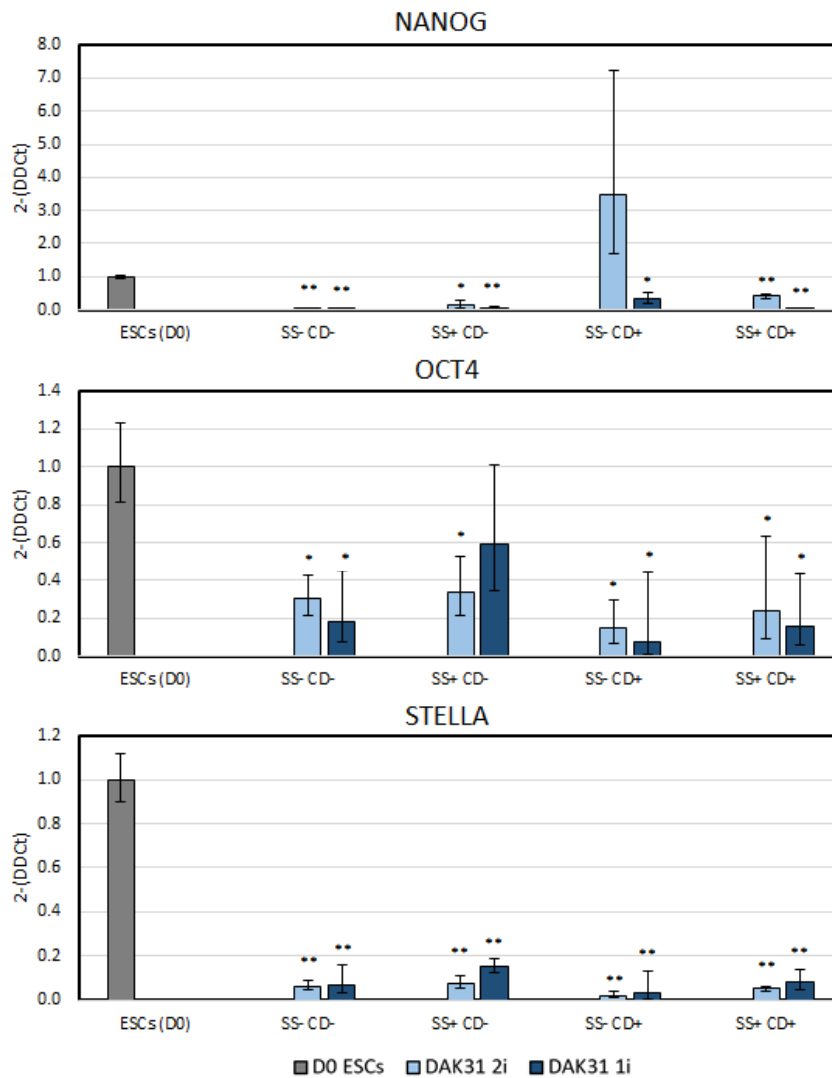 NANOG
8.0
7.0
6.0
5.0
4.0
3.0
2.0
1.0
0.0
2-(DDCt)
** ** * ** * ** **
ESCs (D0) SS- CD- SS+ CD- SS- CD+ SS+ CD+
OCT4
1.4
1.2
1.0
0.8
0.6
0.4
0.2
0.0
2-(DDCt)
* * * * * * *
ESCs (D0) SS- CD- SS+ CD- SS- CD+ SS+ CD+
STELLA
1.2
1.0
0.8
0.6
0.4
0.2
0.0
2-(DDCt)
** ** ** ** ** ** ** **
ESCs (D0) SS- CD- SS+ CD- SS- CD+ SS+ CD+
D0 ESCs DAK31 2i DAK31 1i